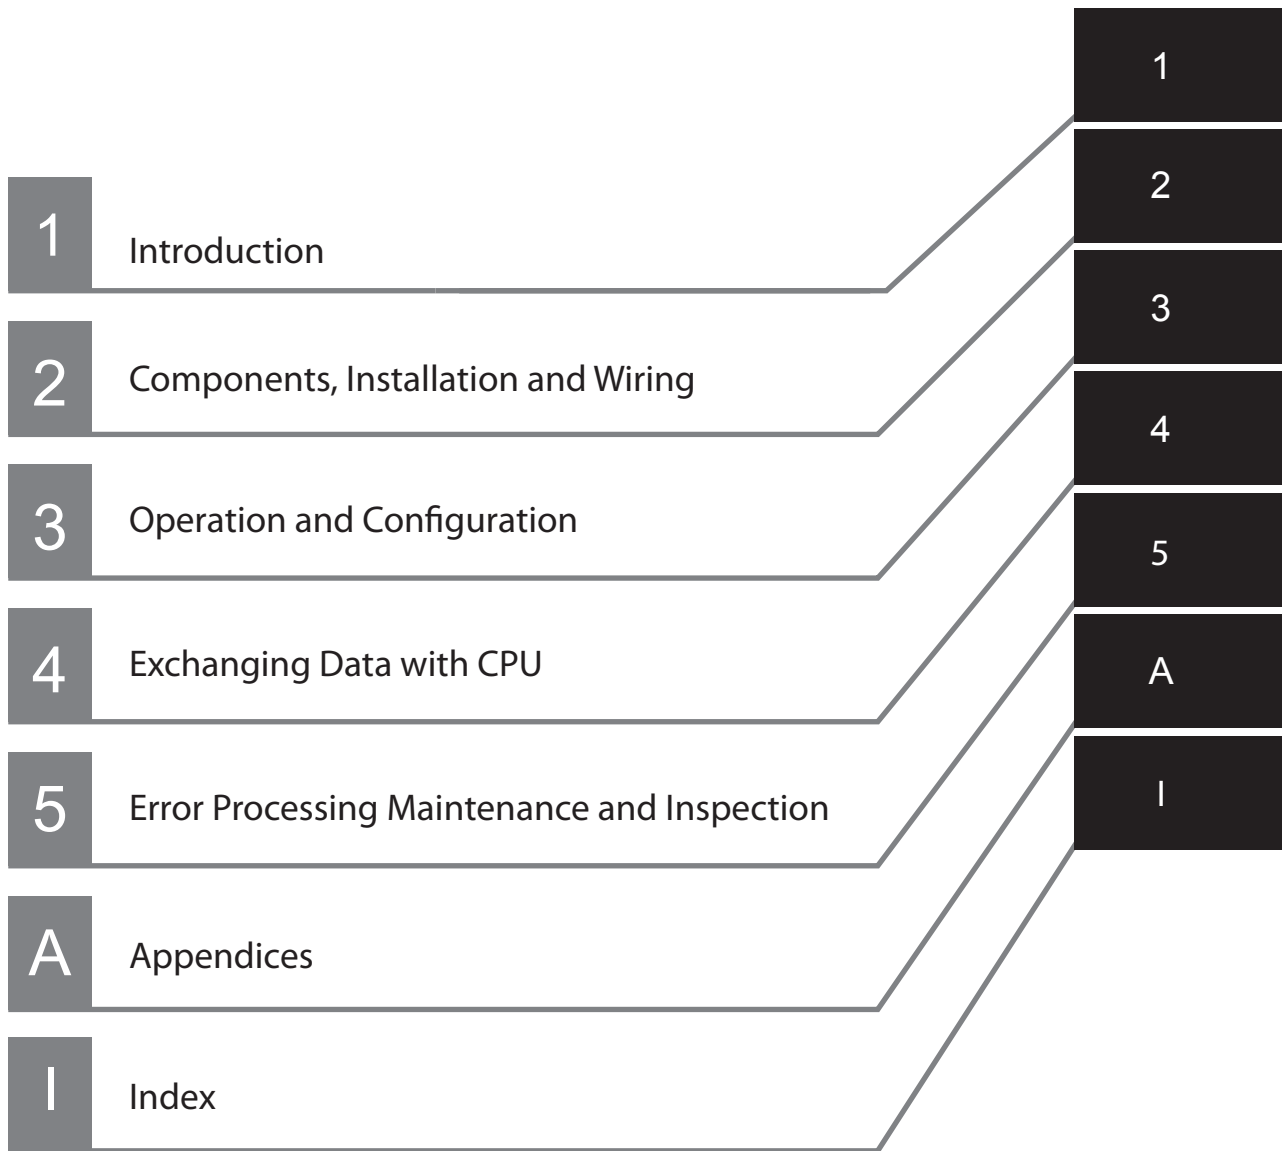 1
Introduction
2
Components, Installation and Wiring
3
Operation and Configuration
4
Exchanging Data with CPU
5
Error Processing Maintenance and Inspection
A
Appendices
I
Index
1
2
3
4
5
A
I